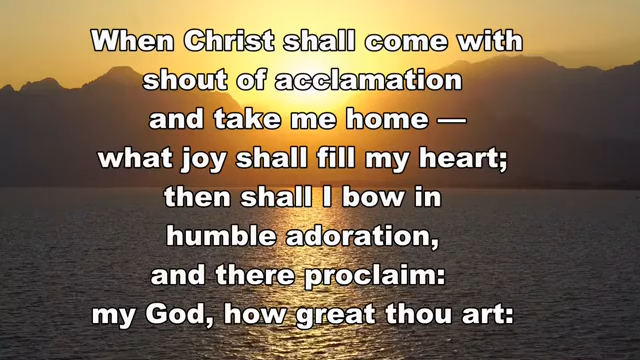 When Christ shall come with
shout of acclamation
and take me home —
what joy shall fill my heart;
then shall I bow in
humble adoration,
and there proclaim:
my God, how great thou art: